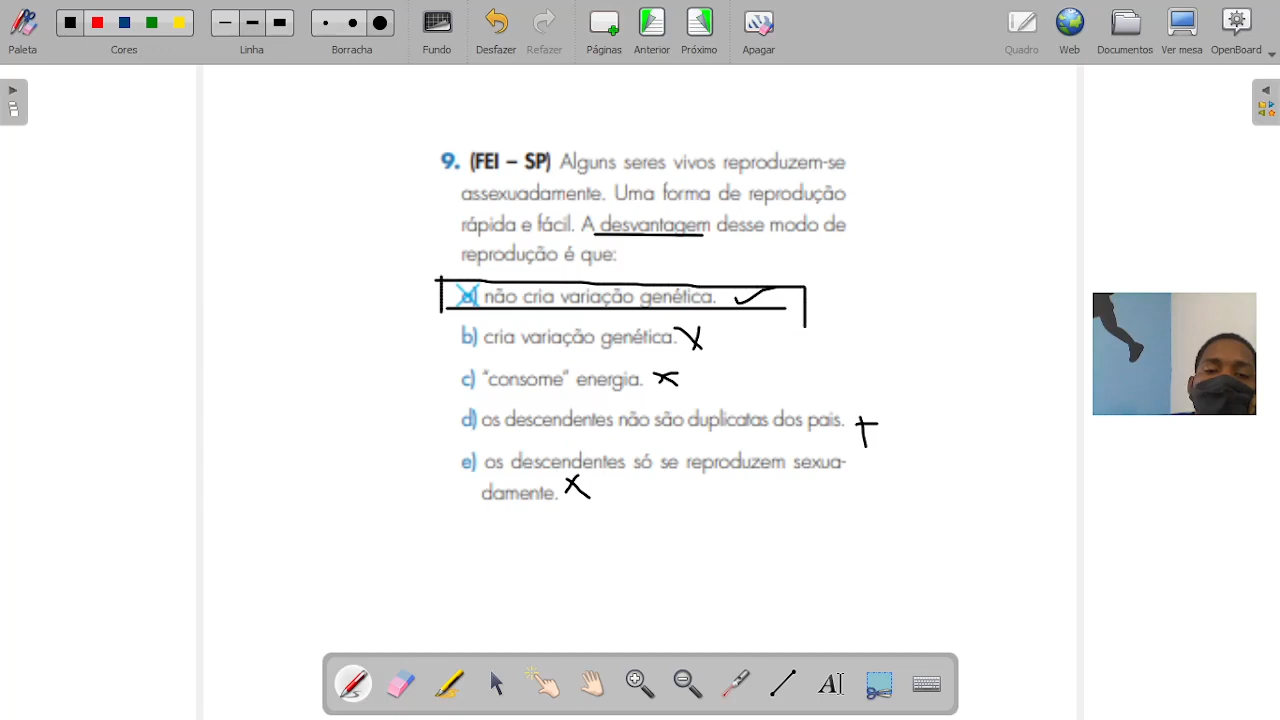 Paleta
Cores
Linha
Borracha
Fundo
Desfazer
Refazer
Páginas
Anterior
Próximo
Apagar
Quadro
Web
Documentos
Ver mesa
OpenBoard
9. (FEI – SP) Alguns seres vivos reproduzem-se
assexuadamente. Uma forma de reprodução
rápida e fácil. A desvantagem desse modo de
reprodução é que:
a) não cria variação genética.
b) cria variação genética.
c) “consome” energia.
d) os descendentes não são duplicatas dos pais.
e) os descendentes só se reproduzem sexua-
damente.